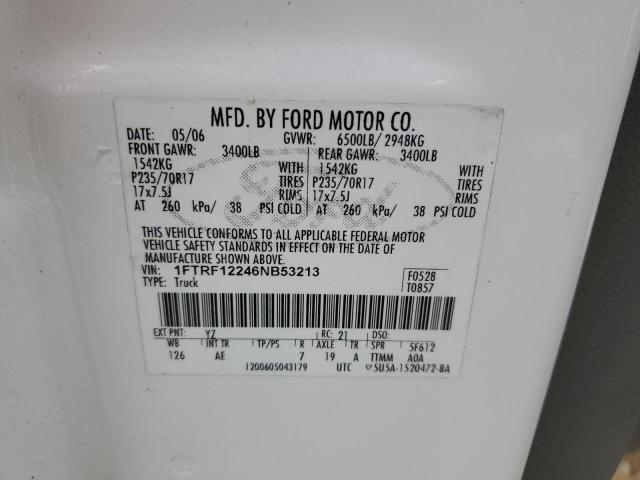 MFD. BY FORD MOTOR CO.
DATE: 05/06 GVWR: 6500LB/ 2948KG
FRONT GAWR: 3400LB REAR GAWR: 3400LB
1542KG WITH 1542KG WITH
P235/70R17 TIRES P235/70R17 TIRES
17x7.5J RIMS 17x7.5J RIMS
AT 260 kPa/ 38 PSI COLD AT 260 kPa/ 38 PSI COLD
THIS VEHICLE CONFORMS TO ALL APPLICABLE FEDERAL MOTOR
VEHICLE SAFETY STANDARDS IN EFFECT ON THE DATE OF
MANUFACTURE SHOWN ABOVE.
VIN: 1FTRF12246NB53213 F0528
TYPE: Truck T0857
EXT PNT: YZ RC: 21 DSO:
WB INT TR TP/PS R AXLE TR SPR 5F612
126 AE 7 19 A TTMM A0A
1200605043179 UTC 5U5A-1520472-BA